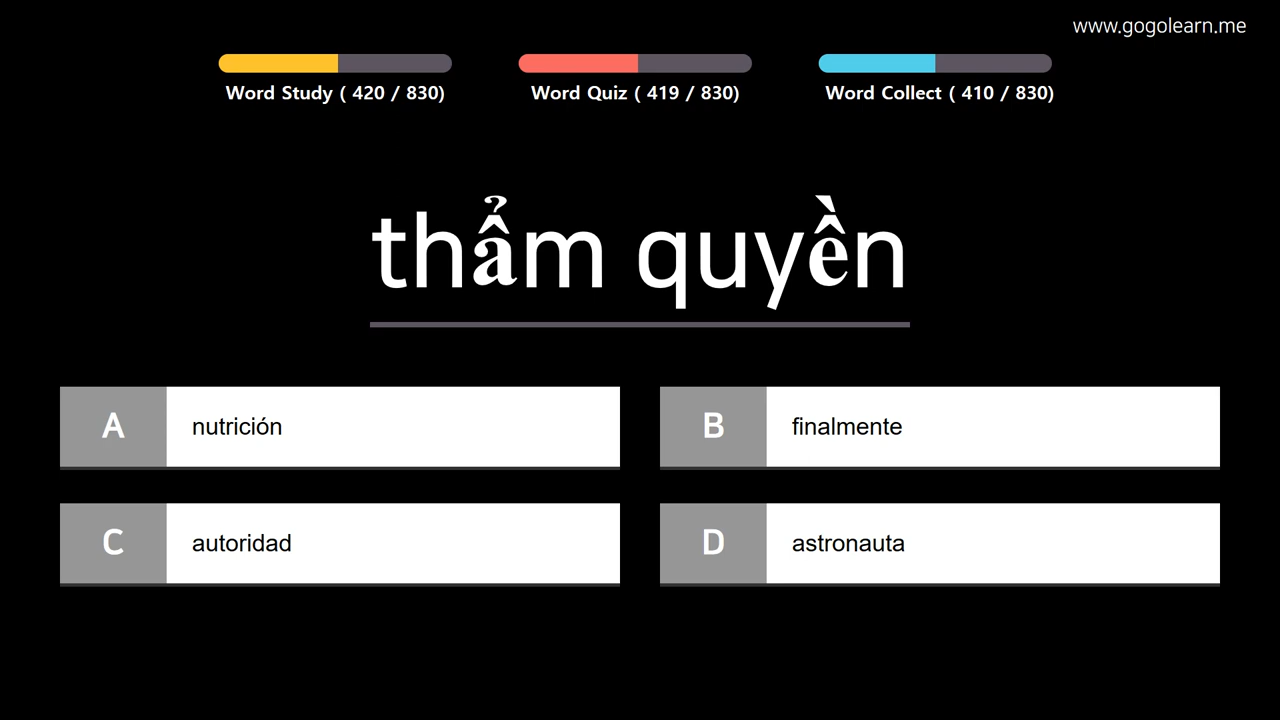 www.gogolearn.me
Word Study ( 420 / 830)
Word Quiz ( 419 / 830)
Word Collect ( 410 / 830)
thẩm quyền
A nutrición
B finalmente
C autoridad
D astronauta